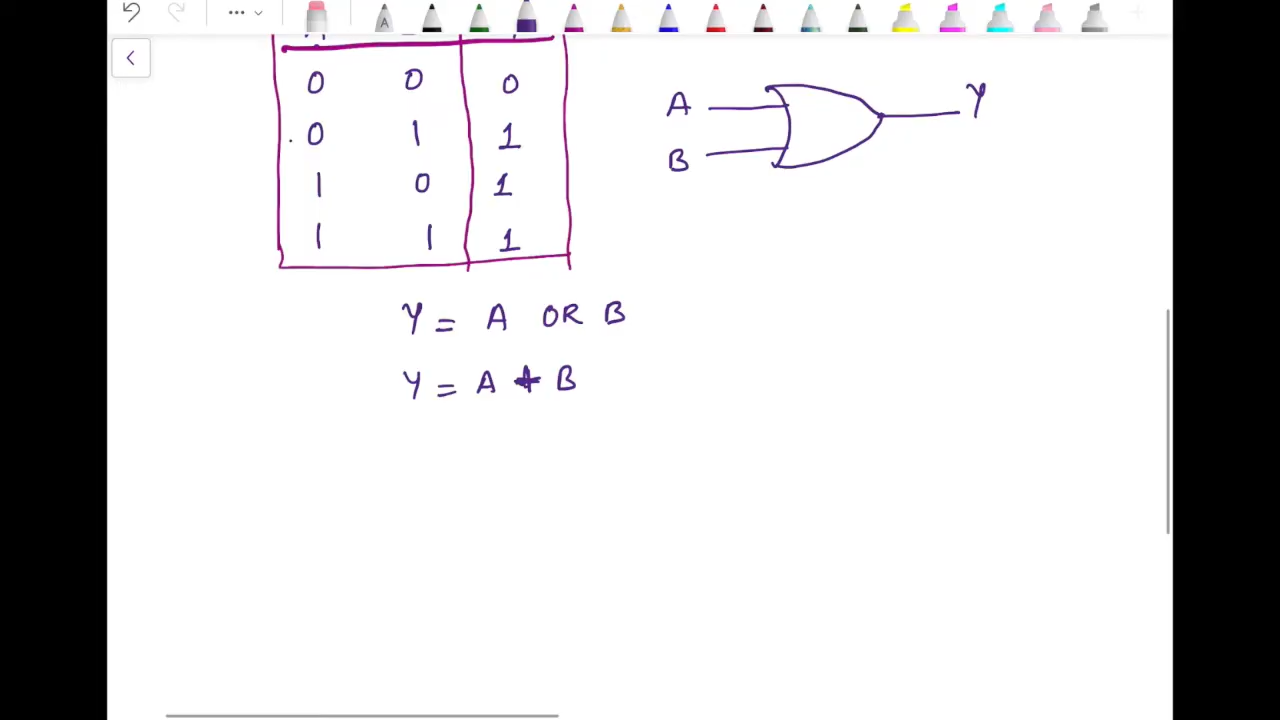 0 0 0
0 1 1
1 0 1
1 1 1
A
B
Y
Y = A OR B
Y = A + B
A